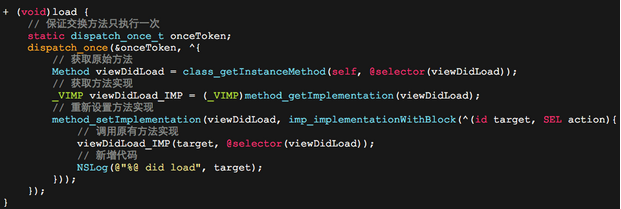 + (void)load {
// 保证交换方法只执行一次
static dispatch_once_t onceToken;
dispatch_once(&onceToken, ^{
// 获取原始方法
Method viewDidLoad = class_getInstanceMethod(self, @selector(viewDidLoad));
// 获取方法实现
_VIMP viewDidLoad_IMP = (_VIMP)method_getImplementation(viewDidLoad);
// 重新设置方法实现
method_setImplementation(viewDidLoad, imp_implementationWithBlock(^(id target, SEL action){
// 调用原有方法实现
viewDidLoad_IMP(target, @selector(viewDidLoad));
// 新增代码
NSLog(@"%@ did load", target);
}));
});
}